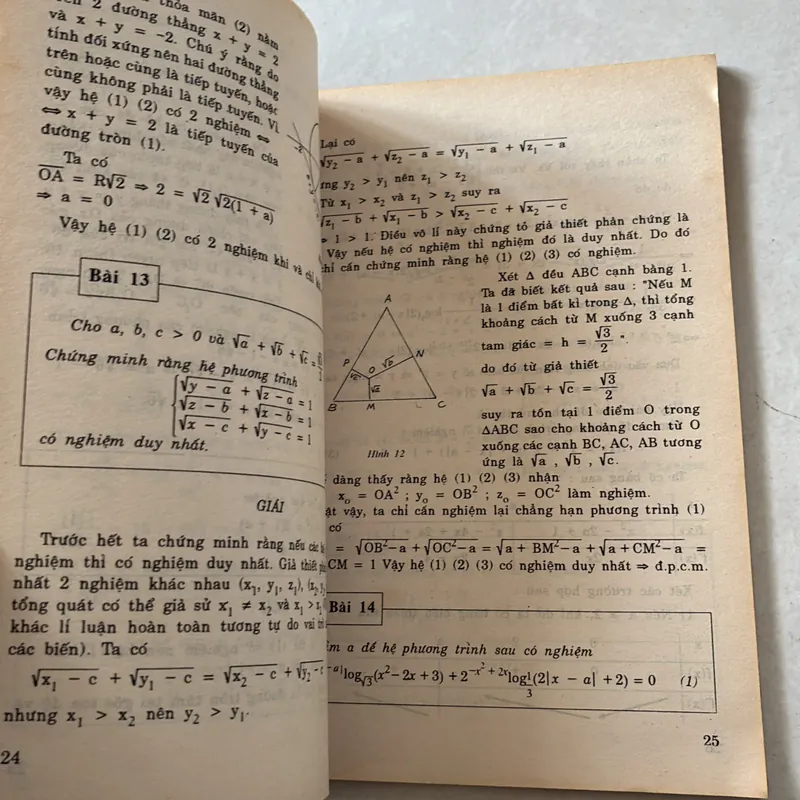 thỏa mãn (2) nằm
2 đường thẳng x + y = 2
và x + y = -2. Chú ý rằng do
tính đối xứng nên hai đường thẳng
trên hoặc cùng là tiếp tuyến, hoặc
cùng không phải là tiếp tuyến. Vì
vậy hệ (1) (2) có 2 nghiệm ⇔
⇔ x + y = 2 là tiếp tuyến của
đường tròn (1).
Ta có
OA = R√2 ⇒ 2 = √2 √2(1 + a)
⇒ a = 0
Vậy hệ (1) (2) có 2 nghiệm khi và chỉ
Bài 13
Cho a, b, c > 0 và √a + √b + √c =
Chứng minh rằng hệ phương trình
√y - a + √z - a = 1
√z - b + √x - b = 1
√x - c + √y - c = 1
có nghiệm duy nhất.
GIẢI
Trước hết ta chứng minh rằng nếu các
nghiệm thì có nghiệm duy nhất. Giả thiết
nhất 2 nghiệm khác nhau (x₁, y₁, z₁), (x₂,
tổng quát có thể giả sử x₁ ≠ x₂ và x₁ >
khác lí luận hoàn toàn tương tự do vai
các biến). Ta có
√x₁ - c + √y₁ - c = √x₂ - c + √y₂ - c
nhưng x₁ > x₂ nên y₂ > y₁.
24
Lại có
√y₂ - a + √z₂ - a = √y₁ - a + √z₁ - a
y₂ > y₁ nên z₁ > z₂
Từ x₁ > x₂ và z₁ > z₂ suy ra
√z₁ - b + √x₁ - b > √x₂ - c + √x₂ - c
1 > 1. Điều vô lí này chứng tỏ giả thiết phản chứng là
Vậy nếu hệ có nghiệm thì nghiệm đó là duy nhất. Do đó
chỉ cần chứng minh rằng hệ (1) (2) (3) có nghiệm.
Xét Δ đều ABC cạnh bằng 1.
Ta đã biết kết quả sau : "Nếu M
là 1 điểm bất kì trong Δ, thì tổng
khoảng cách từ M xuống 3 cạnh
tam giác = h = √3/2 ".
do đó từ giả thiết
√a + √b + √c = √3/2
suy ra tồn tại 1 điểm O trong
ΔABC sao cho khoảng cách từ O
xuống các cạnh BC, AC, AB tương
ứng là √a , √b , √c.
A
P
O
√b
N
√c
√a
B
M
L
C
Hình 12
dàng thấy rằng hệ (1) (2) (3) nhận
x₀ = OA² ; y₀ = OB² ; z₀ = OC² làm nghiệm.
vậy, ta chỉ cần nghiệm lại chẳng hạn phương trình (1)
có
= √OB²-a + √OC²-a = √a + BM²-a + √a+CM²-a =
CM = 1 Vậy hệ (1) (2) (3) có nghiệm duy nhất ⇒ đ.p.c.m.
Bài 14
a để hệ phương trình sau có nghiệm
-a| log√3(x²-2x+3) + 2^(-x²+2x) log1/3(2|x - a| + 2) = 0 (1)
25